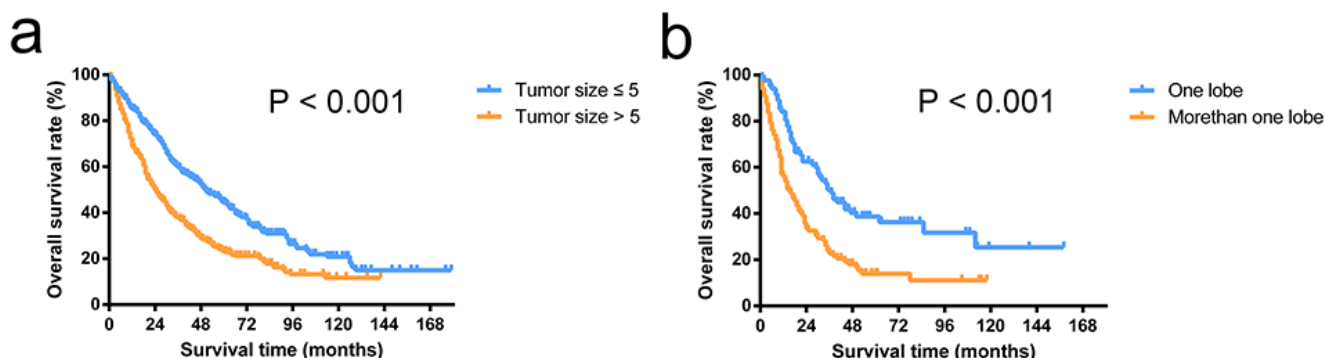 a
Overall survival rate (%)
100
80
60
40
20
0
0 24 48 72 96 120 144 168
Survival time (months)
P < 0.001
Tumor size ≤ 5
Tumor size > 5
b
Overall survival rate (%)
100
80
60
40
20
0
0 24 48 72 96 120 144 168
Survival time (months)
P < 0.001
One lobe
Morethan one lobe